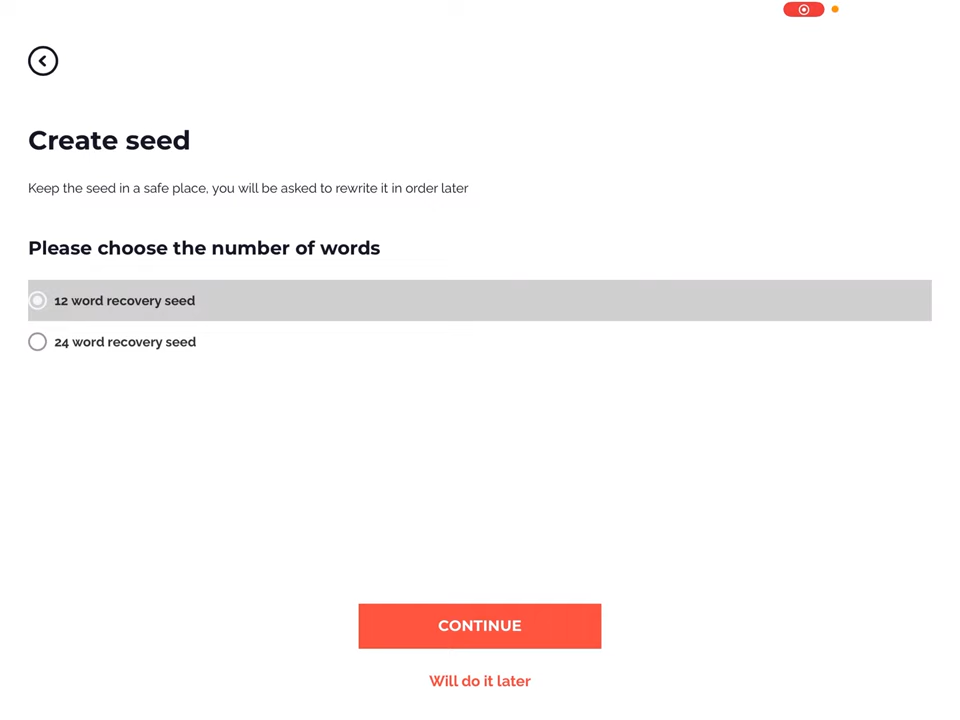 Create seed
Keep the seed in a safe place, you will be asked to rewrite it in order later
Please choose the number of words
12 word recovery seed
24 word recovery seed
CONTINUE
Will do it later